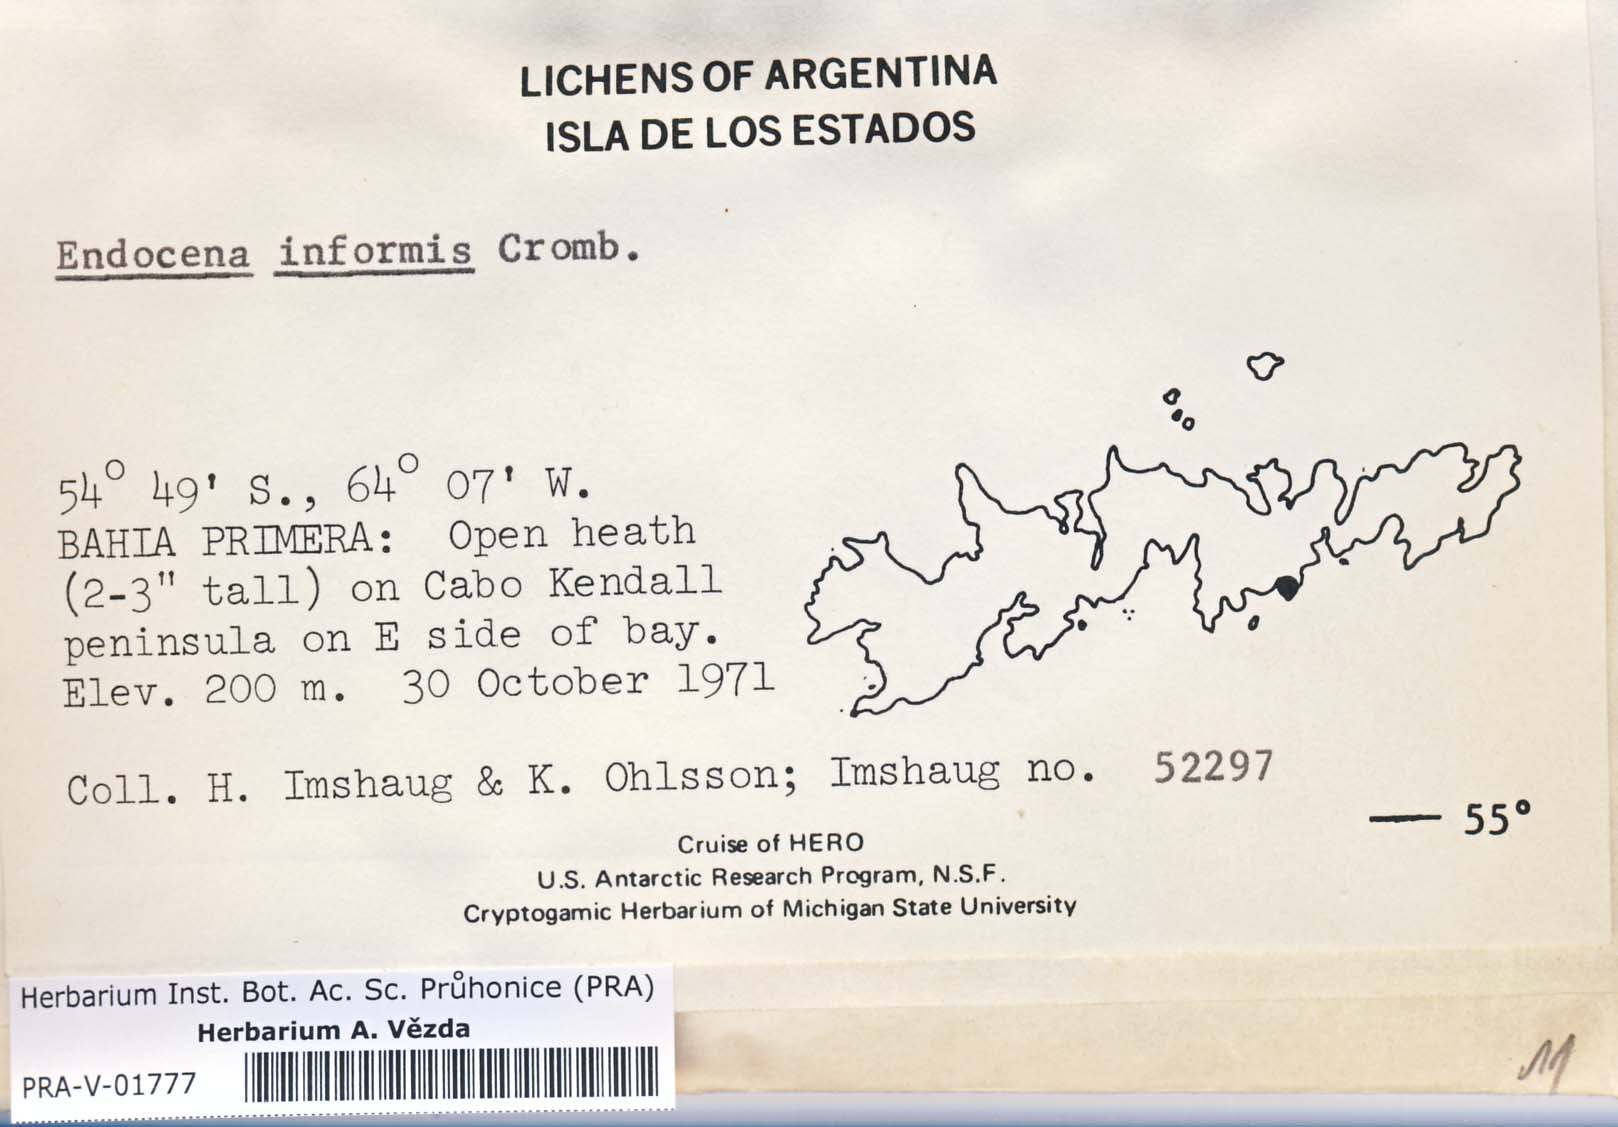 LICHENS OF ARGENTINA
ISLA DE LOS ESTADOS
Endocena informis Cromb.
54° 49' S., 64° 07' W.
BAHIA PRIMERA: Open heath
(2-3" tall) on Cabo Kendall
peninsula on E side of bay.
Elev. 200 m. 30 October 1971
Coll. H. Imshaug & K. Ohlsson; Imshaug no. 52297
— 55°
Cruise of HERO
U.S. Antarctic Research Program, N.S.F.
Cryptogamic Herbarium of Michigan State University
Herbarium Inst. Bot. Ac. Sc. Průhonice (PRA)
Herbarium A. Vězda
PRA-V-01777